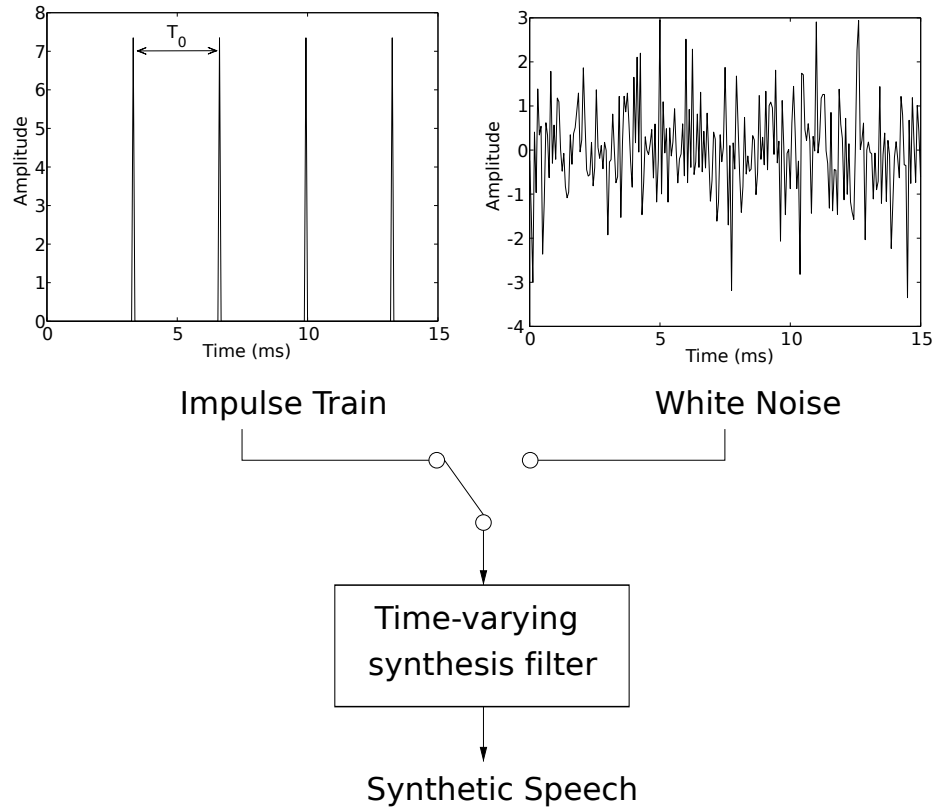 8
7
6
5
4
3
2
1
0
Amplitude
T0
0 5 10 15
Time (ms)
3
2
1
0
-1
-2
-3
-4
Amplitude
0 5 10 15
Time (ms)
Impulse Train
White Noise
Time-varying
synthesis filter
Synthetic Speech